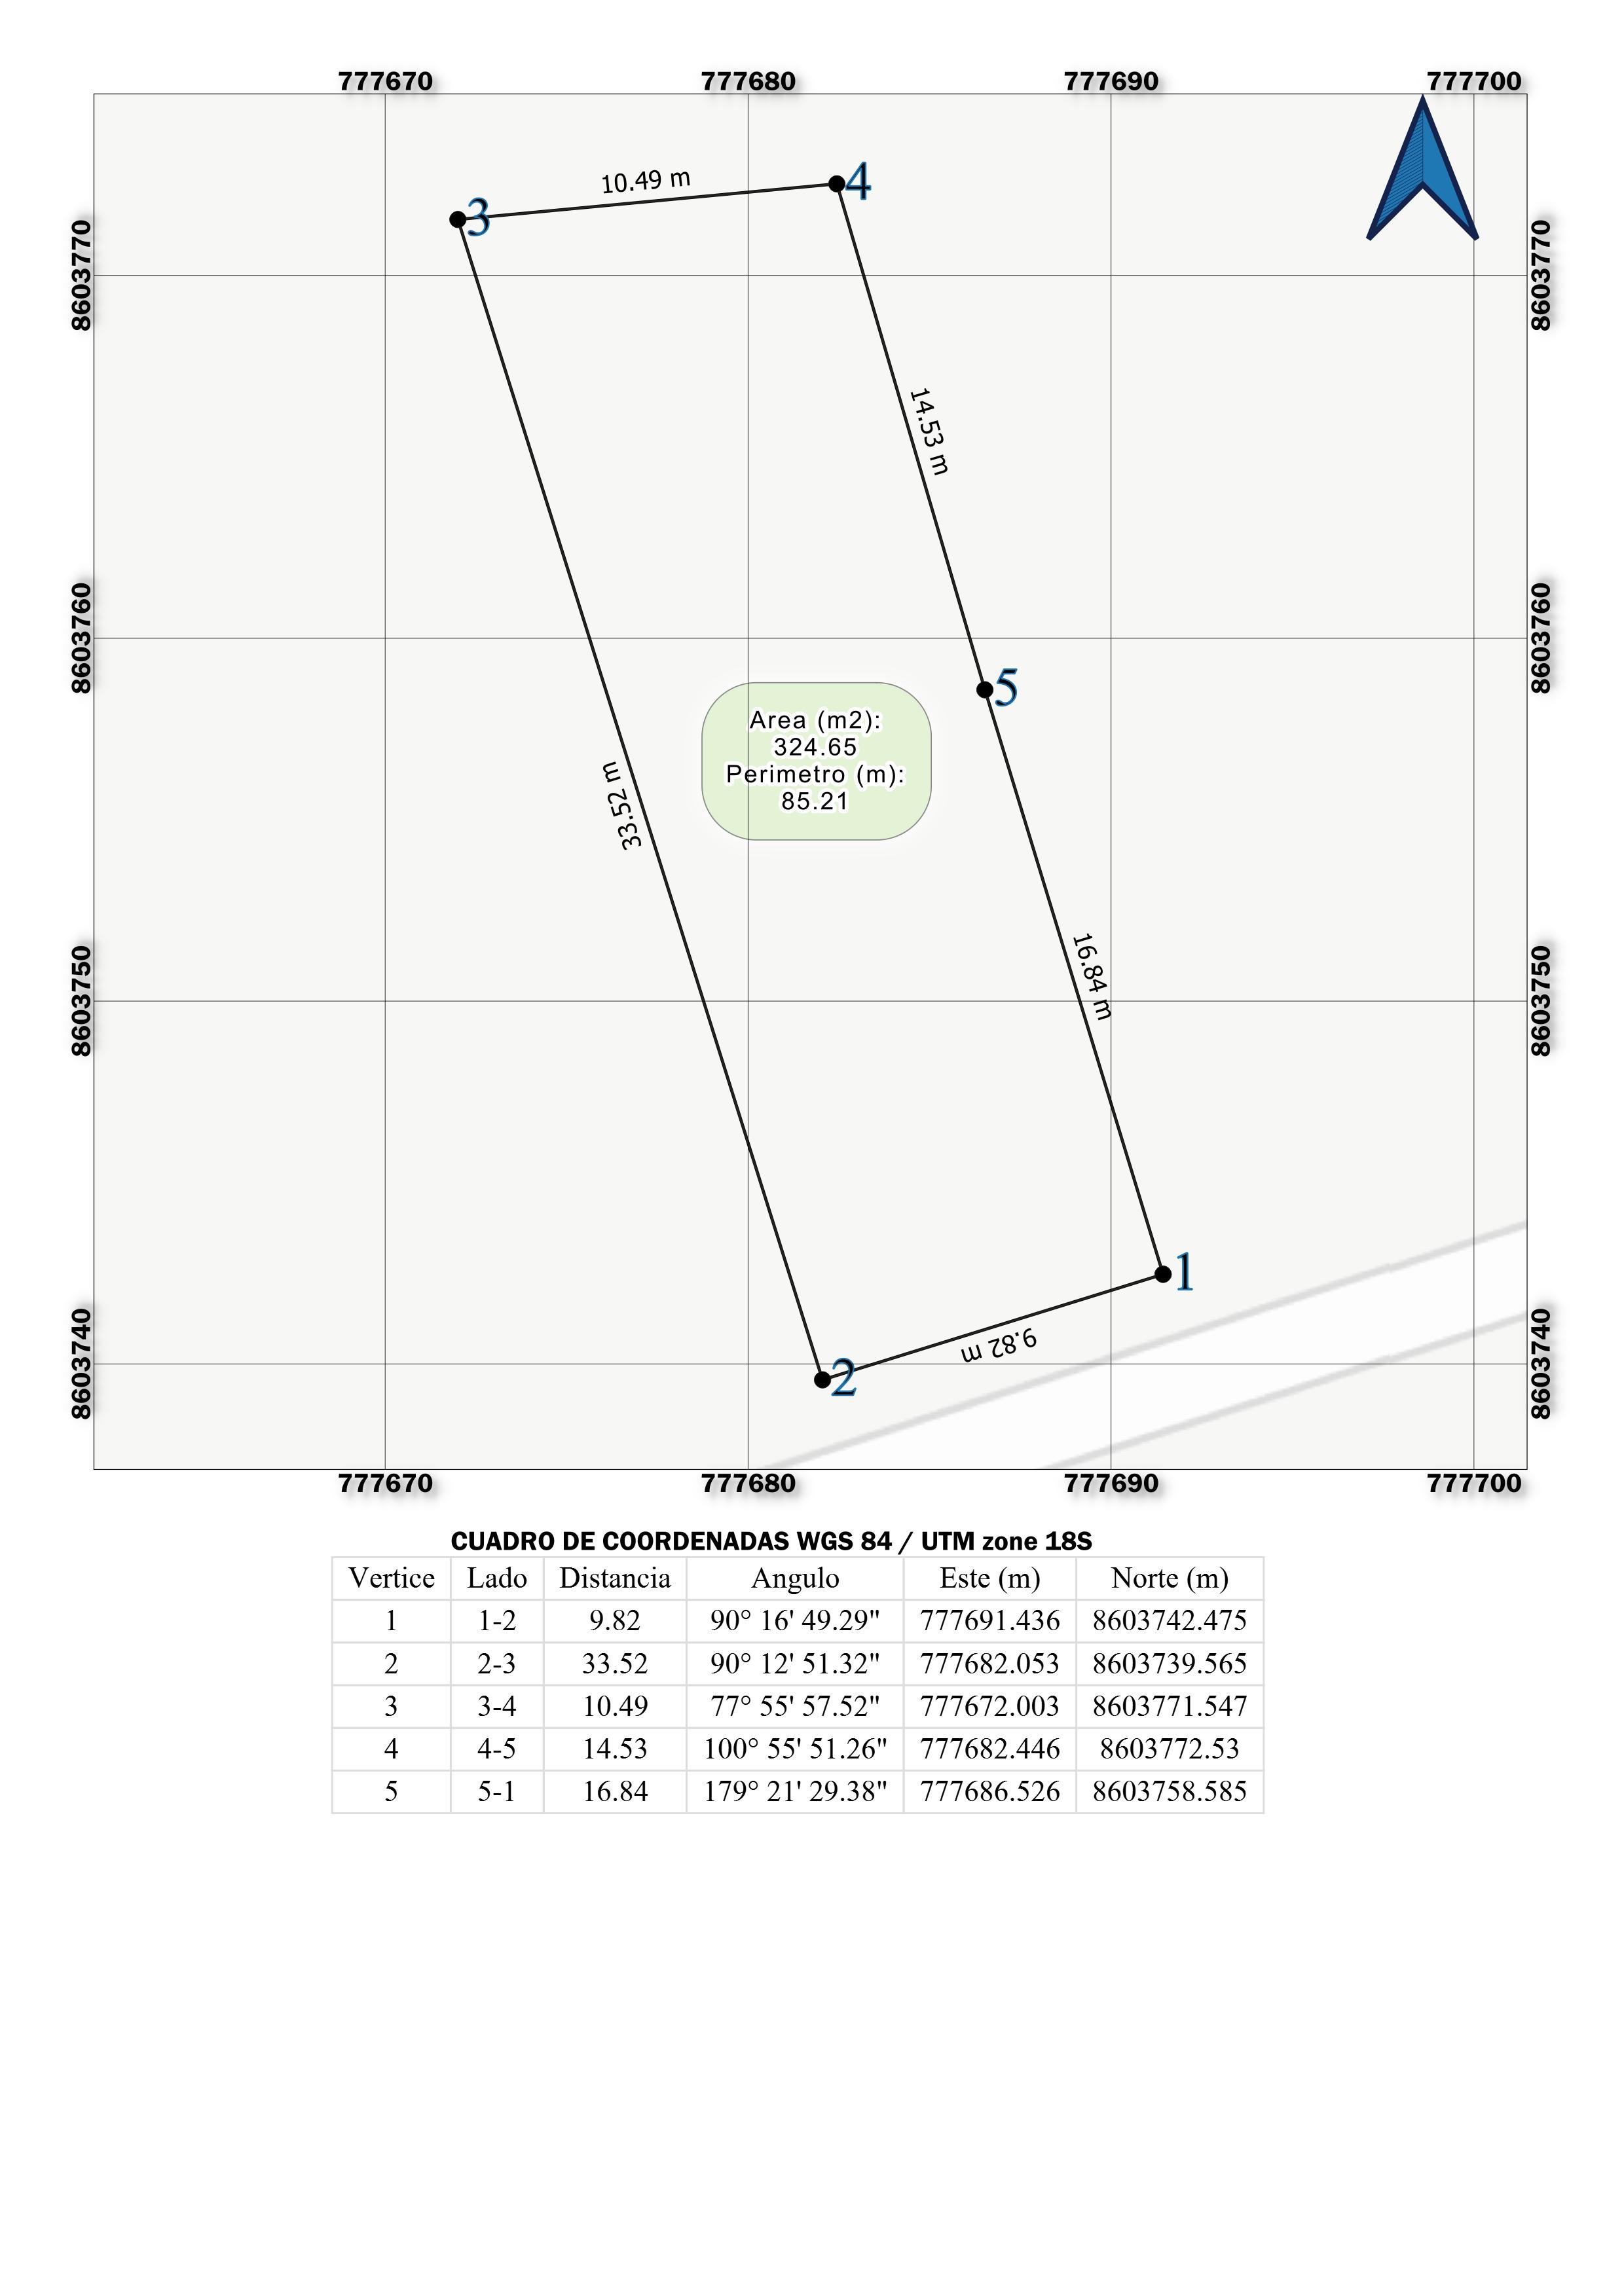 777670 777680 777690 777700
3 10.49 m 4
8603770 8603770
14.53 m
8603760 8603760
5
Area (m2):
324.65
Perimetro (m):
85.21
33.52 m
16.84 m
8603750 8603750
1
9.82 m
2
8603740 8603740
777670 777680 777690 777700
CUADRO DE COORDENADAS WGS 84 / UTM zone 18S
Vertice Lado Distancia Angulo Este (m) Norte (m)
1 1-2 9.82 90° 16' 49.29" 777691.436 8603742.475
2 2-3 33.52 90° 12' 51.32" 777682.053 8603739.565
3 3-4 10.49 77° 55' 57.52" 777672.003 8603771.547
4 4-5 14.53 100° 55' 51.26" 777682.446 8603772.53
5 5-1 16.84 179° 21' 29.38" 777686.526 8603758.585